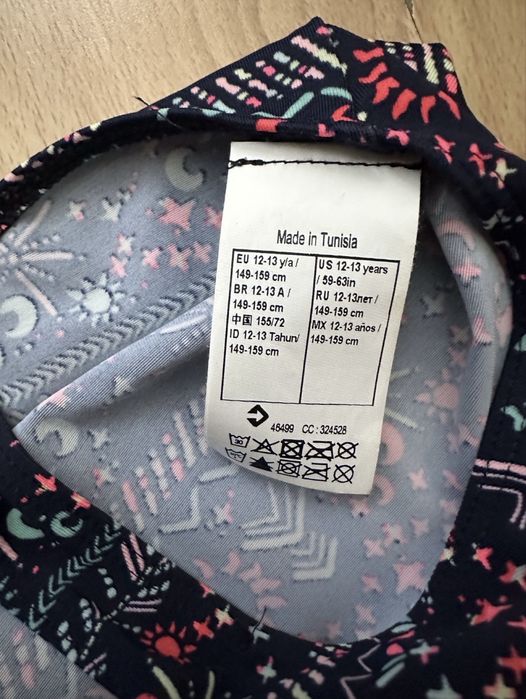 Made in Tunisia
EU 12-13 y/a /
149-159 cm
BR 12-13 A /
149-159 cm
中国 155/72
ID 12-13 Tahun/
149-159 cm
US 12-13 years
/ 59-63in
RU 12-13лет /
149-159 cm
MX 12-13 años /
149-159 cm
46499 CC : 324528